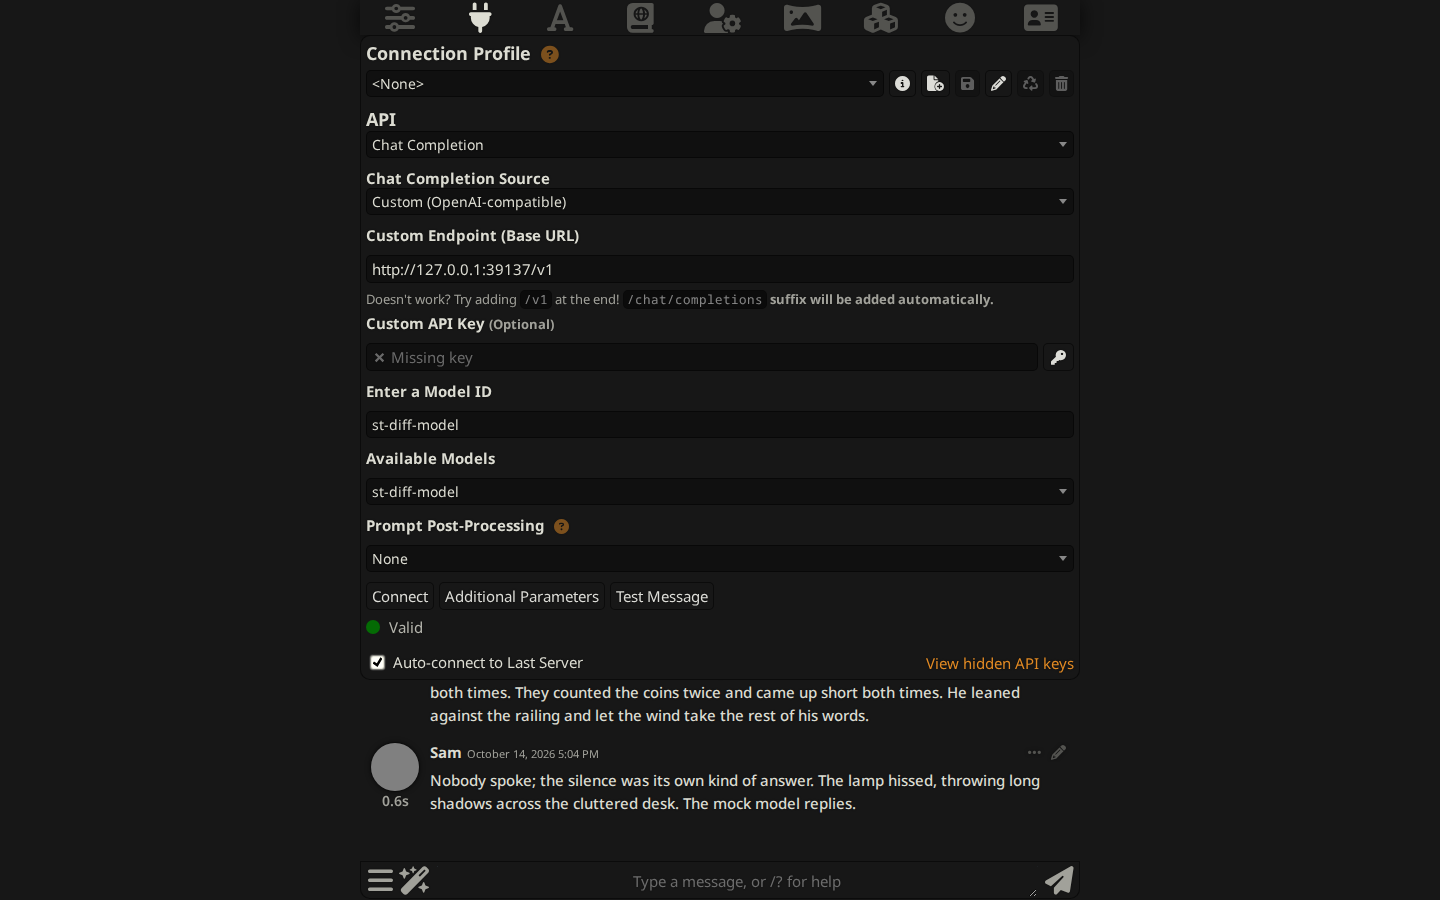 Connection Profile
<None>
API
Chat Completion
Chat Completion Source
Custom (OpenAI-compatible)
Custom Endpoint (Base URL)
http://127.0.0.1:39137/v1
Doesn't work? Try adding /v1 at the end! /chat/completions suffix will be added automatically.
Custom API Key (Optional)
✕ Missing key
Enter a Model ID
st-diff-model
Available Models
st-diff-model
Prompt Post-Processing
None
Connect Additional Parameters Test Message
Valid
Auto-connect to Last Server View hidden API keys
both times. They counted the coins twice and came up short both times. He leaned
against the railing and let the wind take the rest of his words.
Sam October 14, 2026 5:04 PM
Nobody spoke; the silence was its own kind of answer. The lamp hissed, throwing long
shadows across the cluttered desk. The mock model replies.
0.6s
Type a message, or /? for help